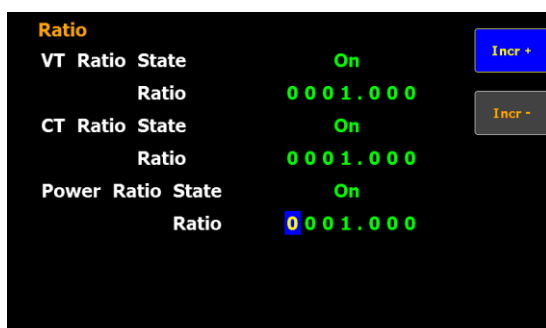 Ratio
VT Ratio State On
Ratio 0001.000
CT Ratio State On
Ratio 0001.000
Power Ratio State On
Ratio 0001.000
Incr +
Incr -